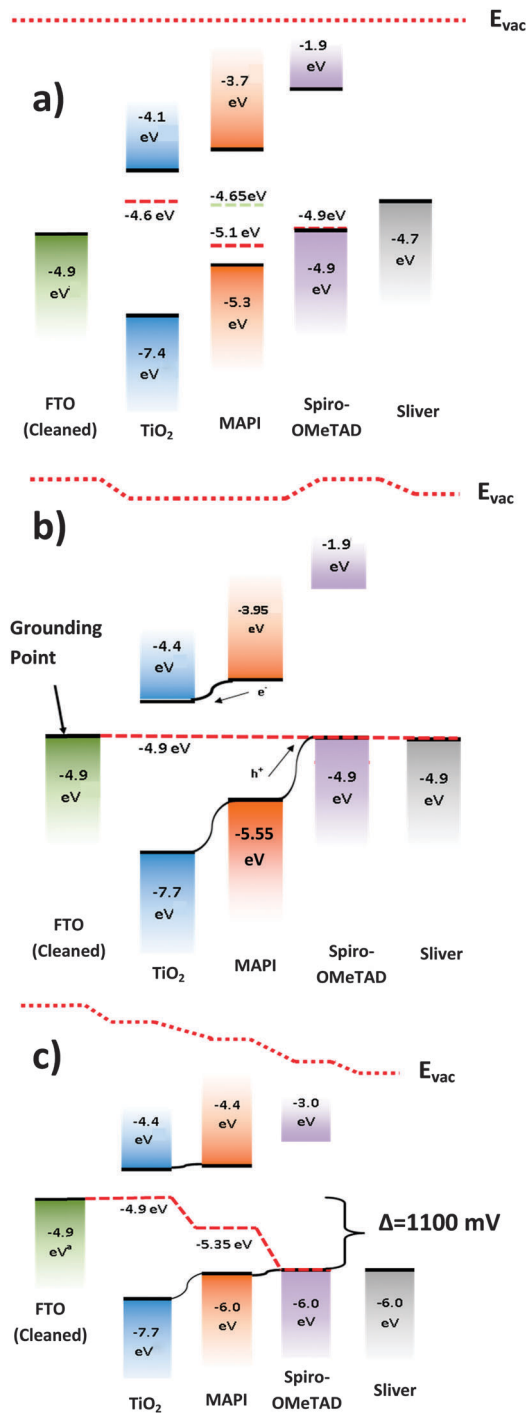 E_vac
a)
-1.9
eV
-3.7
eV
-4.1
eV
-4.65eV
-4.6 eV
-5.1 eV
-4.9eV
-4.9
eV
-4.9
eV
-4.7
eV
-5.3
eV
-7.4
eV
FTO
(Cleaned)
TiO₂
MAPI
Spiro-
OMeTAD
Sliver
E_vac
b)
-1.9
eV
Grounding
Point
-4.4
eV
-3.95
eV
e⁻
-4.9 eV
h⁺
-4.9
eV
-4.9
eV
-4.9
eV
-5.55
eV
-7.7
eV
FTO
(Cleaned)
TiO₂
MAPI
Spiro-
OMeTAD
Sliver
E_vac
c)
-4.4
eV
-4.4
eV
-3.0
eV
-4.9 eV
-5.35 eV
Δ=1100 mV
-4.9
eVᵃ
-7.7
eV
-6.0
eV
-6.0
eV
-6.0
eV
FTO
(Cleaned)
TiO₂
MAPI
Spiro-
OMeTAD
Sliver